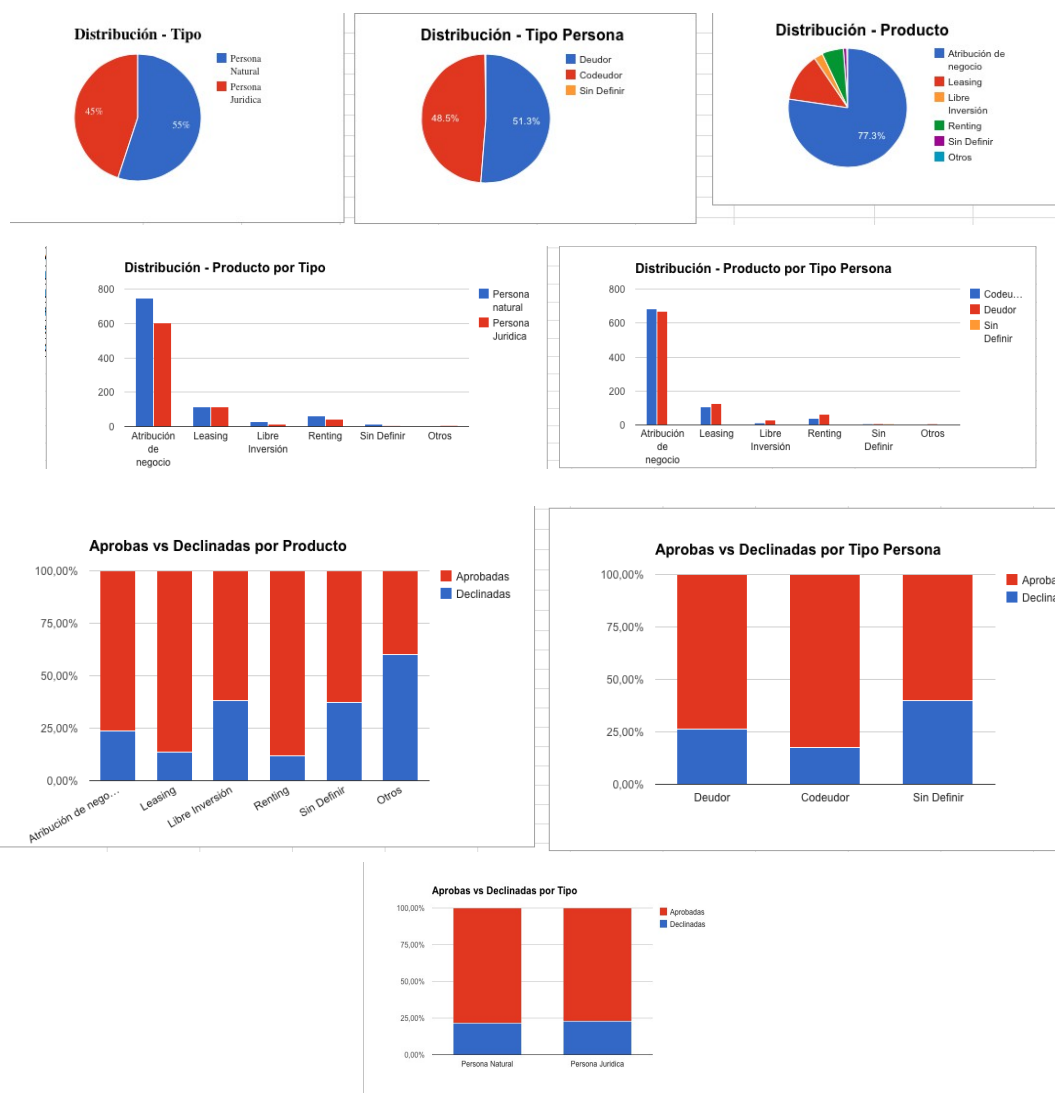 Distribución - Tipo
Persona
Natural
Persona
Juridica
45%
55%
Distribución - Tipo Persona
Deudor
Codeudor
Sin Definir
48.5%
51.3%
Distribución - Producto
Atribución de
negocio
Leasing
Libre
Inversión
Renting
Sin Definir
Otros
77.3%
Distribución - Producto por Tipo
800
600
400
200
0
Atribución
de
negocio
Leasing
Libre
Inversión
Renting
Sin Definir
Otros
Persona
natural
Persona
Juridica
Distribución - Producto por Tipo Persona
800
600
400
200
0
Atribución
de
negocio
Leasing
Libre
Inversión
Renting
Sin
Definir
Otros
Codeu...
Deudor
Sin
Definir
Aprobas vs Declinadas por Producto
100,00%
75,00%
50,00%
25,00%
0,00%
Atribución de nego...
Leasing
Libre Inversión
Renting
Sin Definir
Otros
Aprobadas
Declinadas
Aprobas vs Declinadas por Tipo Persona
100,00%
75,00%
50,00%
25,00%
0,00%
Deudor
Codeudor
Sin Definir
Aproba
Declina
Aprobas vs Declinadas por Tipo
100,00%
75,00%
50,00%
25,00%
0,00%
Persona Natural
Persona Juridica
Aprobadas
Declinadas